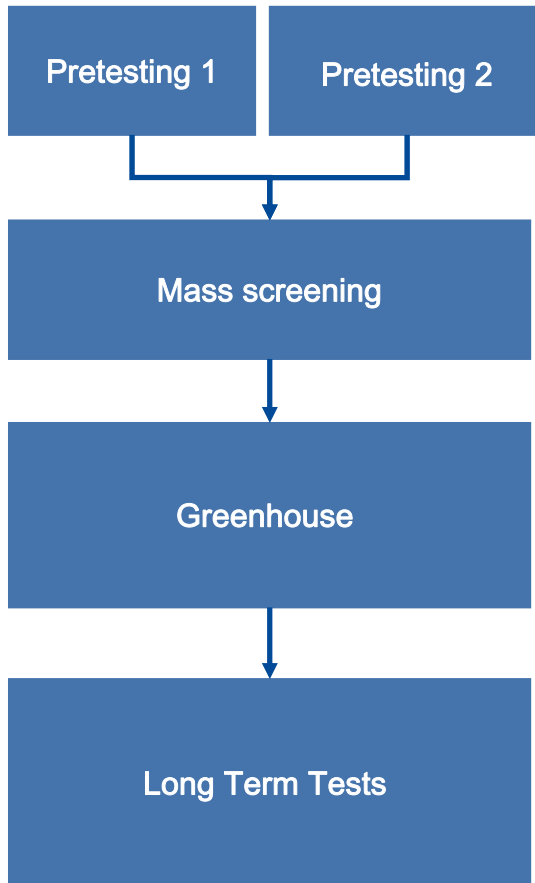 Pretesting 1
Pretesting 2
Mass screening
Greenhouse
Long Term Tests